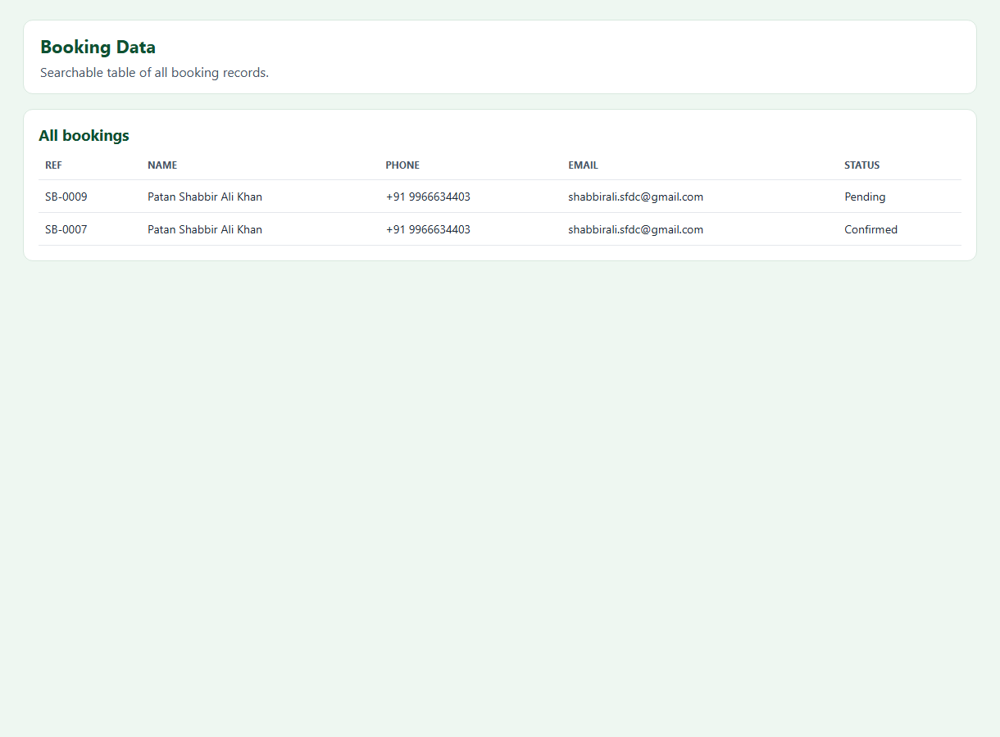 Booking Data
Searchable table of all booking records.
All bookings
REF NAME PHONE EMAIL STATUS
SB-0009 Patan Shabbir Ali Khan +91 9966634403 shabbirali.sfdc@gmail.com Pending
SB-0007 Patan Shabbir Ali Khan +91 9966634403 shabbirali.sfdc@gmail.com Confirmed